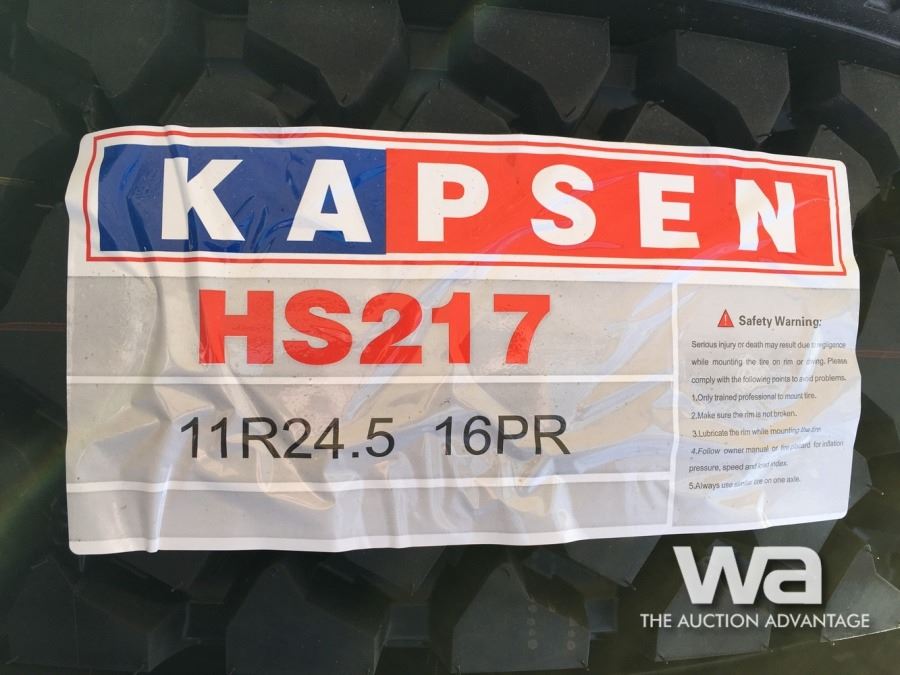 KAPSEN
HS217
11R24.5 16PR
Safety Warning:
Serious injury or death may result due to negligence
while mounting the tire on rim or driving. Please
comply with the following points to avoid problems.
1.Only trained professional to mount tire.
2.Make sure the rim is not broken.
3.Lubricate the rim while mounting the tire
4.Follow owner manual or tire placard for inflation
pressure, speed and load index.
5.Always use similar tire on one axle.
wa
THE AUCTION ADVANTAGE